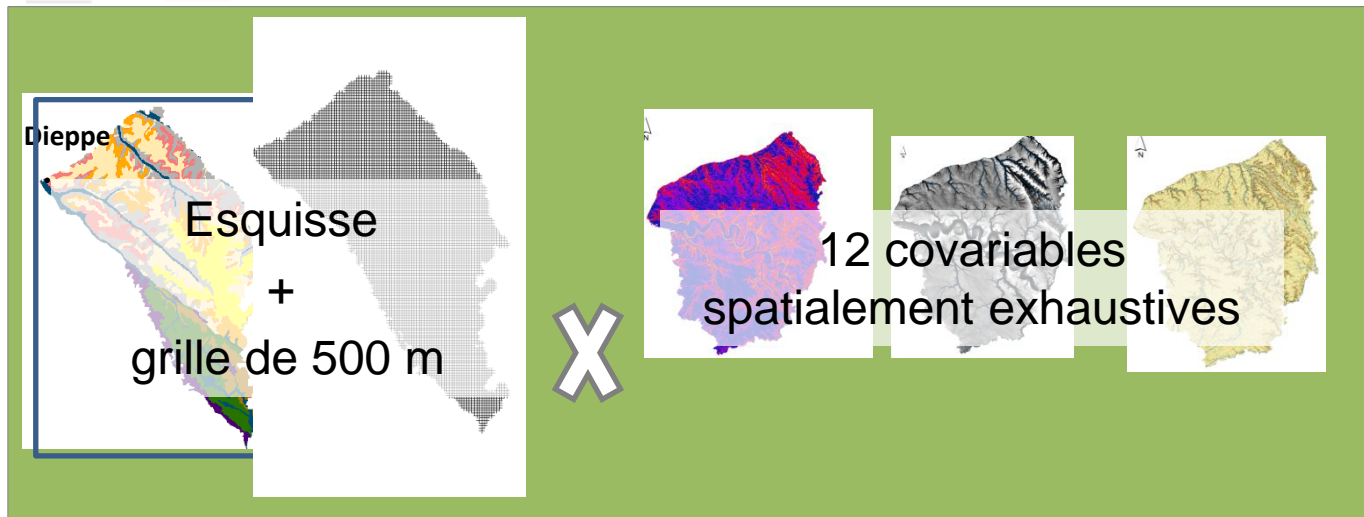 Dieppe
Esquisse
+
grille de 500 m
12 covariables
spatialement exhaustives